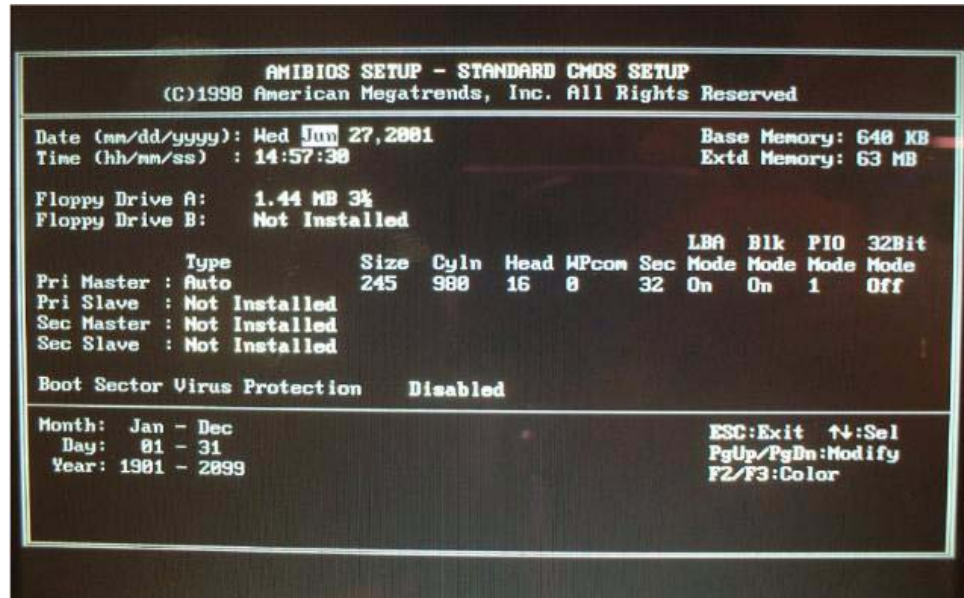 AMIBIOS SETUP - STANDARD CMOS SETUP
(C)1998 American Megatrends, Inc. All Rights Reserved
Date (mm/dd/yyyy): Wed Jun 27,2001 Base Memory: 640 KB
Time (hh/mm/ss) : 14:57:30 Extd Memory: 63 MB
Floppy Drive A: 1.44 MB 3½
Floppy Drive B: Not Installed
LBA Blk PIO 32Bit
Type Size Cyln Head WPcom Sec Mode Mode Mode Mode
Pri Master : Auto 245 980 16 0 32 On On 1 Off
Pri Slave : Not Installed
Sec Master : Not Installed
Sec Slave : Not Installed
Boot Sector Virus Protection Disabled
Month: Jan - Dec ESC:Exit ↑↓:Sel
Day: 01 - 31 PgUp/PgDn:Modify
Year: 1901 - 2099 F2/F3:Color